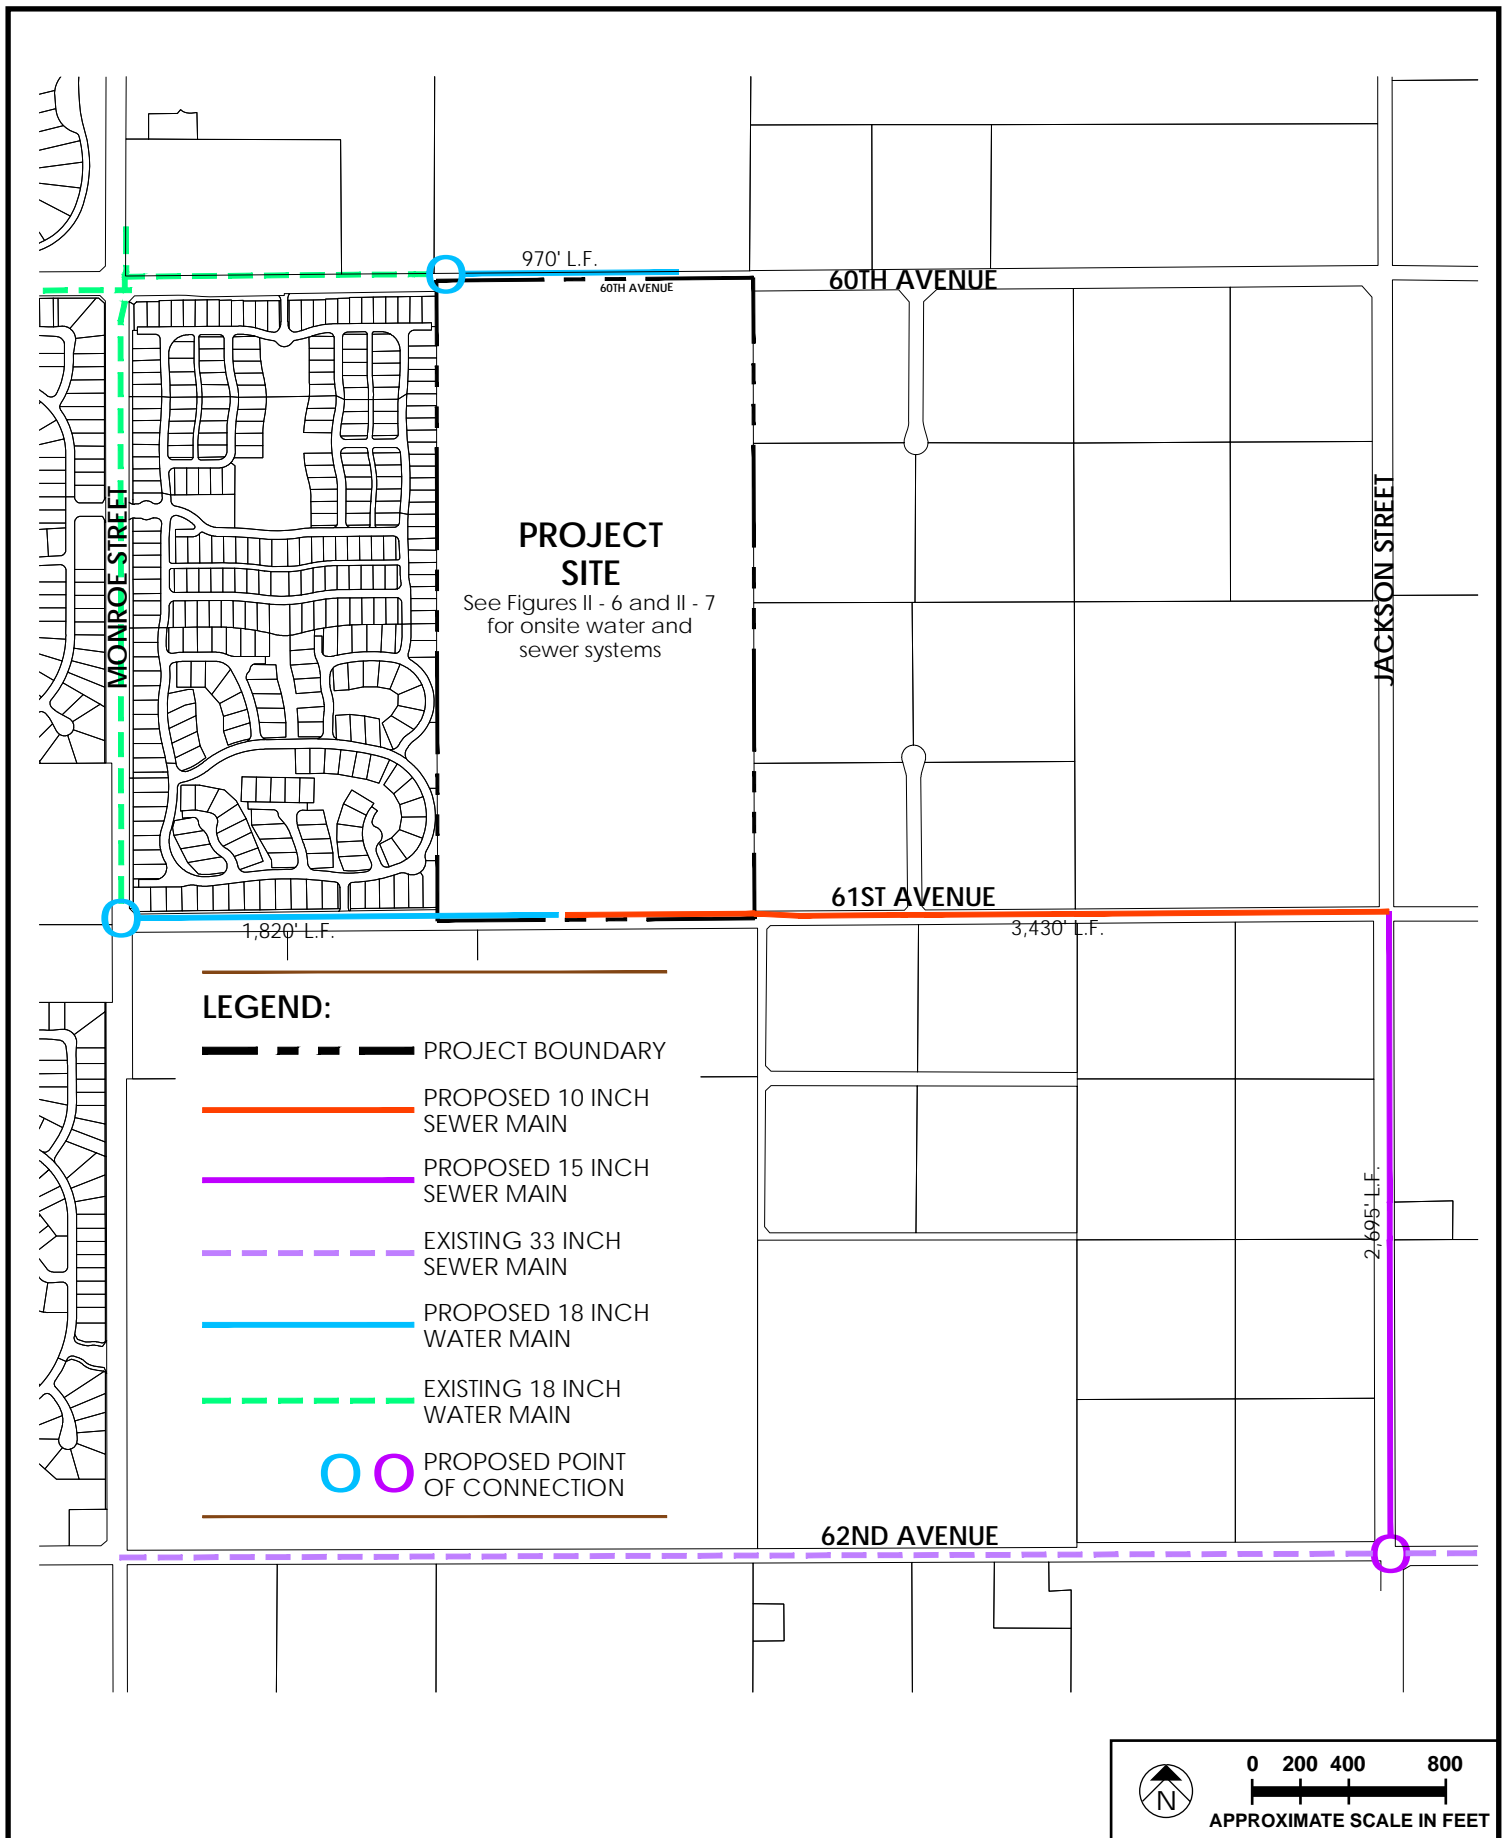 970' L.F.
60TH AVENUE
60TH AVENUE
MONROE STREET
PROJECT
SITE
See Figures II - 6 and II - 7
for onsite water and
sewer systems
JACKSON STREET
61ST AVENUE
1,820' L.F.
3,430' L.F.
LEGEND:
PROJECT BOUNDARY
PROPOSED 10 INCH
SEWER MAIN
PROPOSED 15 INCH
SEWER MAIN
EXISTING 33 INCH
SEWER MAIN
PROPOSED 18 INCH
WATER MAIN
EXISTING 18 INCH
WATER MAIN
PROPOSED POINT
OF CONNECTION
2,695' L.F.
62ND AVENUE
N
0 200 400 800
APPROXIMATE SCALE IN FEET